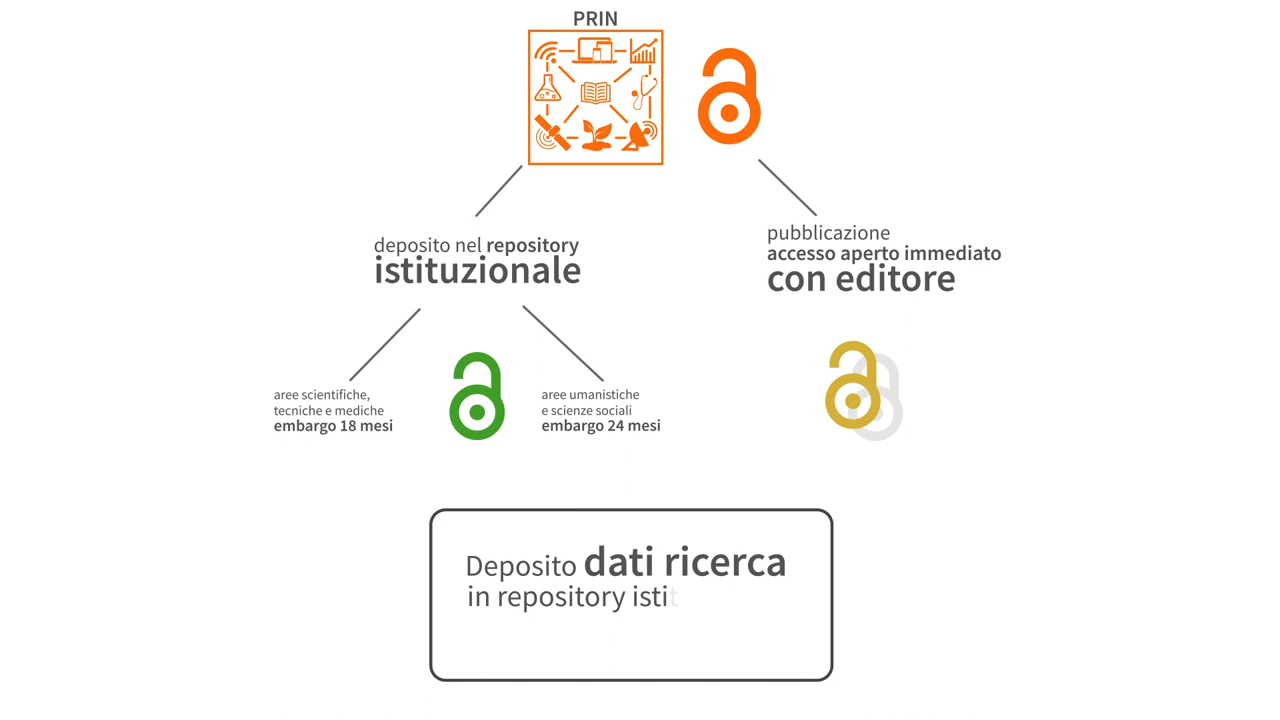 PRIN
deposito nel repository
istituzionale
pubblicazione
accesso aperto immediato
con editore
aree scientifiche,
tecniche e mediche
embargo 18 mesi
aree umanistiche
e scienze sociali
embargo 24 mesi
Deposito dati ricerca
in repository istit